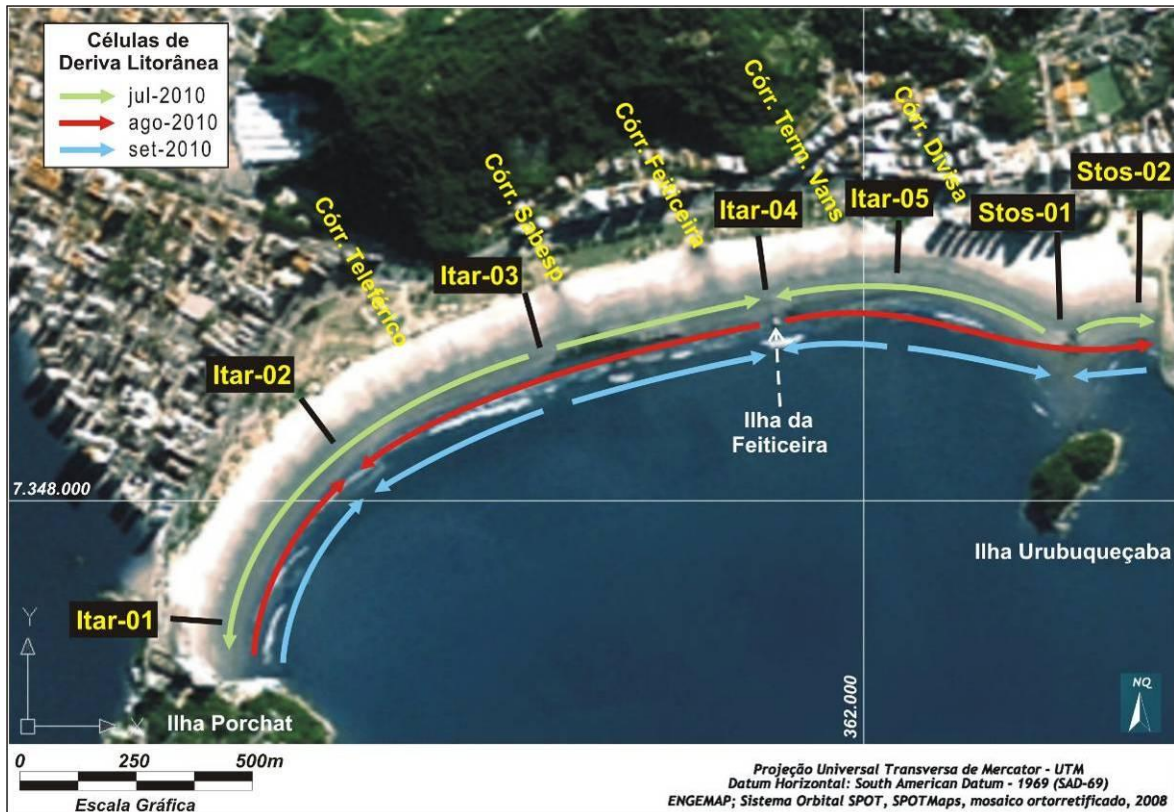 Células de
Deriva Litorânea
jul-2010
ago-2010
set-2010
Córr. Teleférico
Córr. Sabesp
Córr. Feiticeira
Córr. Term. Vans
Córr. Divisa
Stos-02
Itar-04
Itar-05
Stos-01
Itar-03
Itar-02
Ilha da
Feiticeira
7.348.000
Ilha Urubuqueçaba
Itar-01
Y
X
Ilha Porchat
362.000
NQ
0 250 500m
Escala Gráfica
Projeção Universal Transversa de Mercator - UTM
Datum Horizontal: South American Datum - 1969 (SAD-69)
ENGEMAP; Sistema Orbital SPOT, SPOTMaps, mosaico ortorretificado, 2008